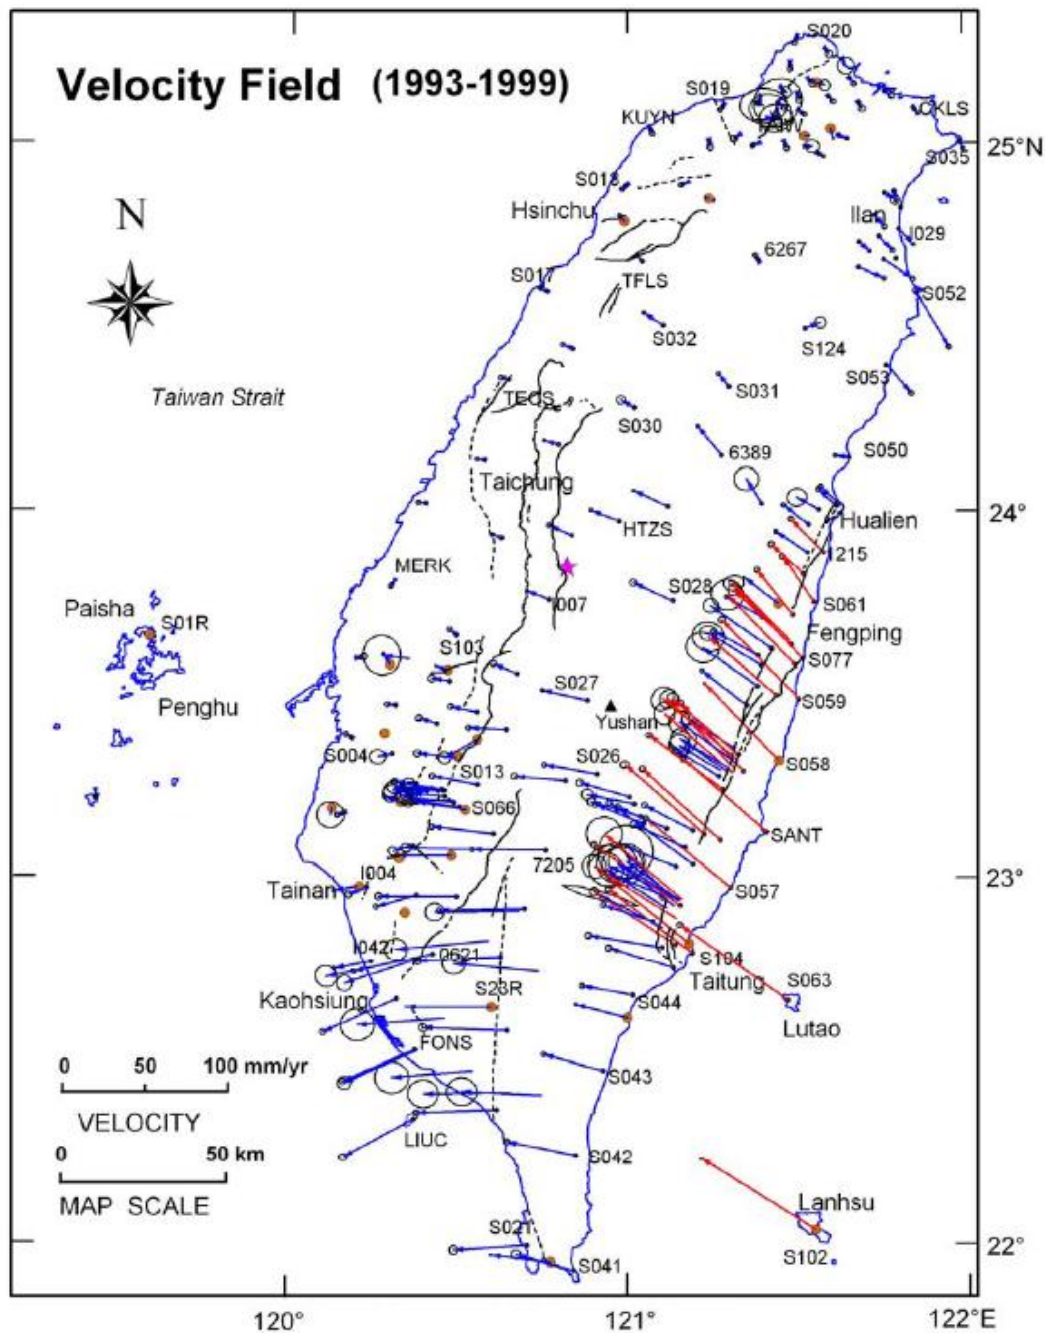 Velocity Field (1993-1999)
S020
S019
CKLS
KUYN
TAIW
25°N
S035
S018
N
Hsinchu
Ilan
I029
6267
S017
TFLS
S052
S032
S124
Taiwan Strait
S053
S031
TECS
S030
S050
6389
Taichung
24°
HTZS
Hualien
I215
MERK
S028
I007
S061
Paisha
S01R
Fengping
S103
S077
S027
S059
Penghu
Yushan
S004
S026
S058
S013
S066
SANT
7205
I004
Tainan
23°
S057
I042
0621
S104
Taitung
S063
Kaohsiung
S23R
S044
Lutao
FONS
0 50 100 mm/yr
S043
VELOCITY
LIUC
0 50 km
S042
MAP SCALE
Lanhsu
S021
S102
22°
S041
120° 121° 122°E